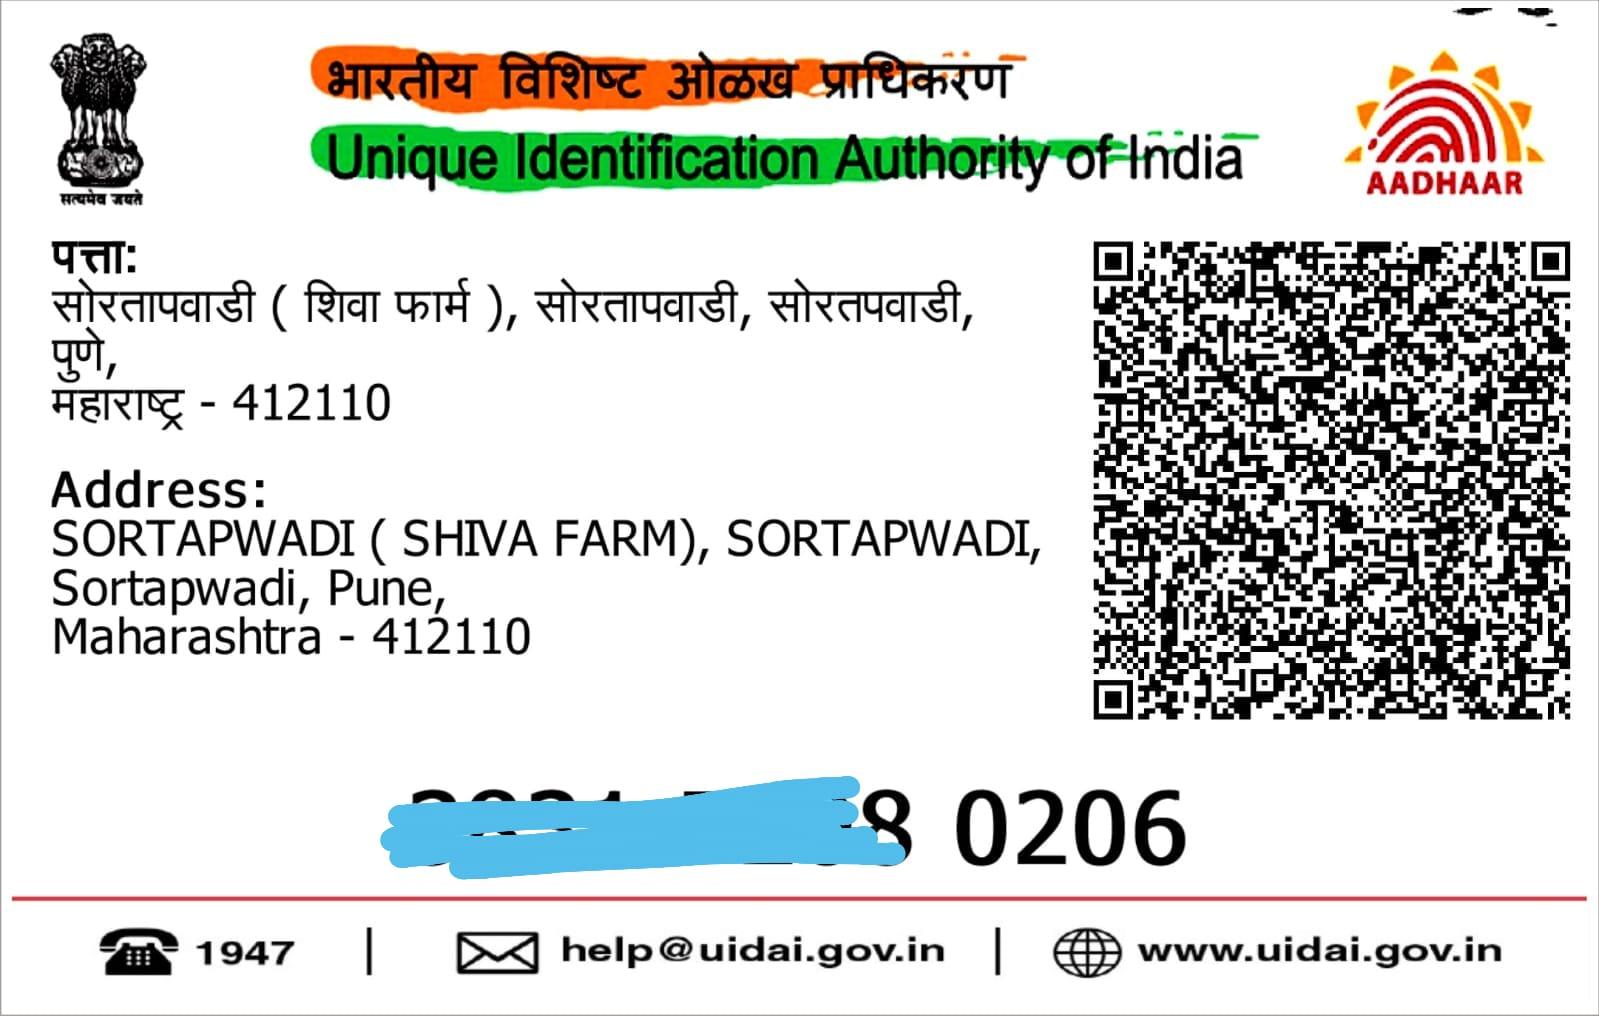 सत्यमेव जयते
भारतीय विशिष्ट ओळख प्राधिकरण
Unique Identification Authority of India
AADHAAR
पत्ता:
सोरतापवाडी ( शिवा फार्म ), सोरतापवाडी, सोरतपवाडी,
पुणे,
महाराष्ट्र - 412110
Address:
SORTAPWADI ( SHIVA FARM), SORTAPWADI,
Sortapwadi, Pune,
Maharashtra - 412110
0206
1947 | help@uidai.gov.in | www.uidai.gov.in